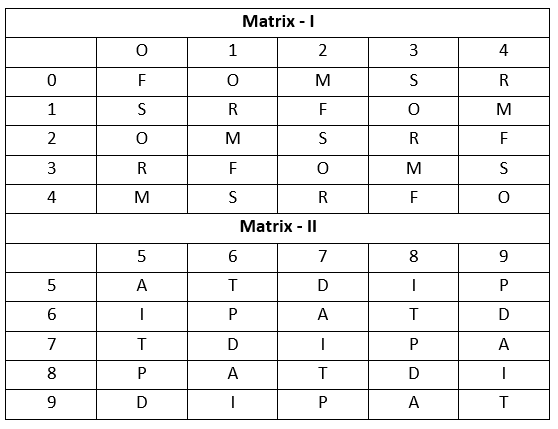 Matrix - I
O 1 2 3 4
0 F O M S R
1 S R F O M
2 O M S R F
3 R F O M S
4 M S R F O
Matrix - II
5 6 7 8 9
5 A T D I P
6 I P A T D
7 T D I P A
8 P A T D I
9 D I P A T